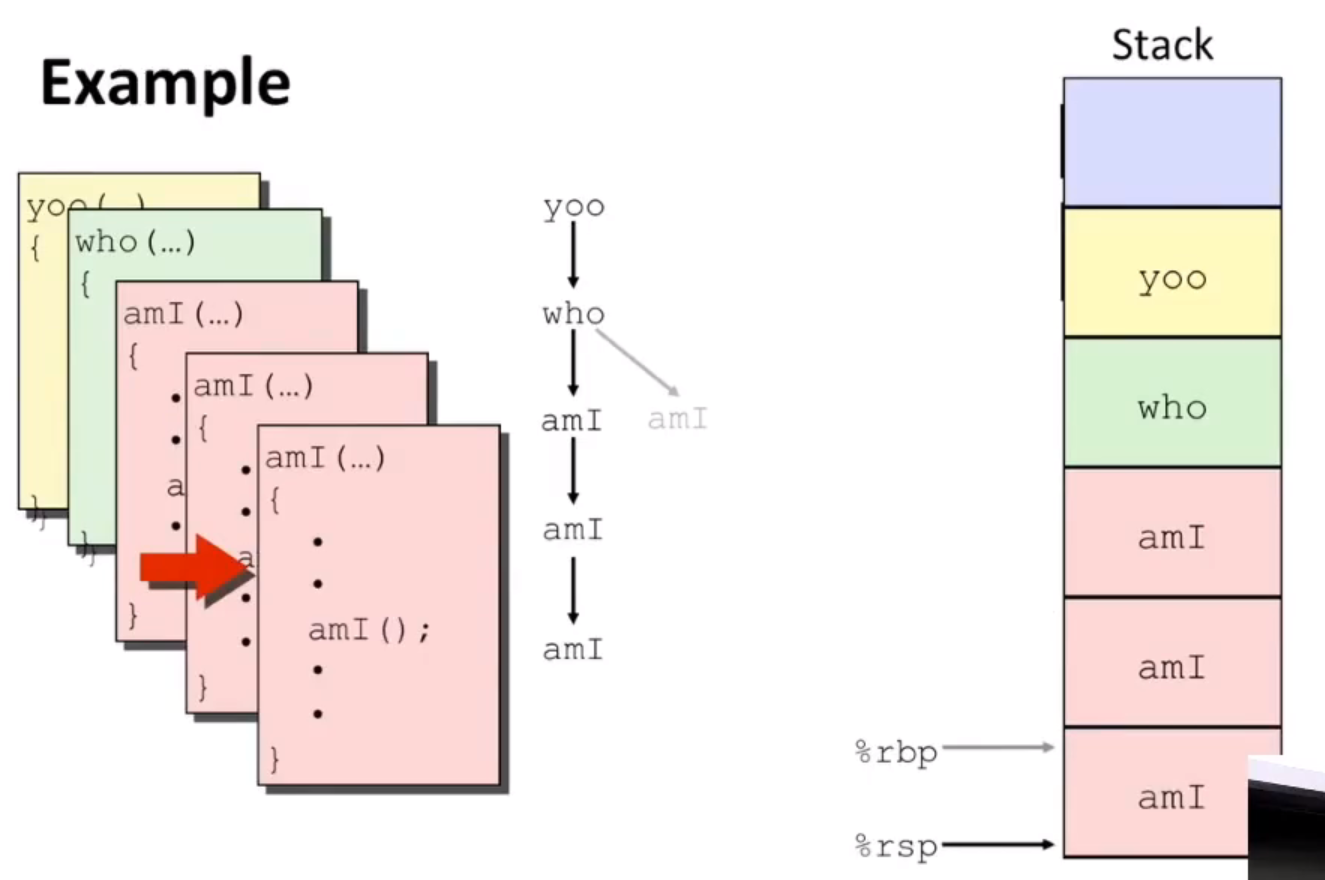 Example
Stack
yoo(…)
{
who(…)
{
amI(…)
{
•
•
a
•
}
amI(…)
{
•
•
a
•
•
}
amI(…)
{
•
•
amI();
•
•
}
}
}
yoo
who
amI
amI
amI
amI
yoo
who
amI
amI
amI
%rbp
%rsp